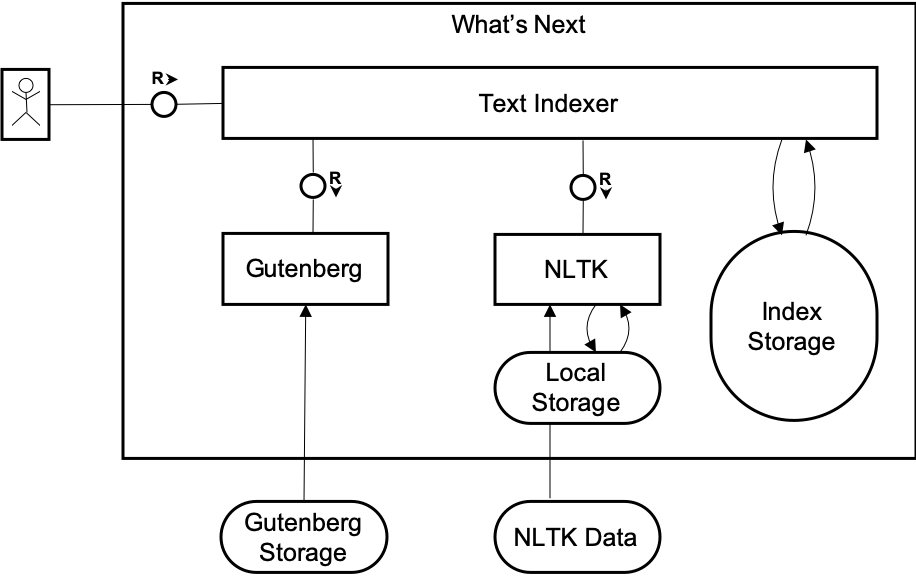 What's Next
R
Text Indexer
R
R
Gutenberg
NLTK
Index
Storage
Local
Storage
Gutenberg
Storage
NLTK Data